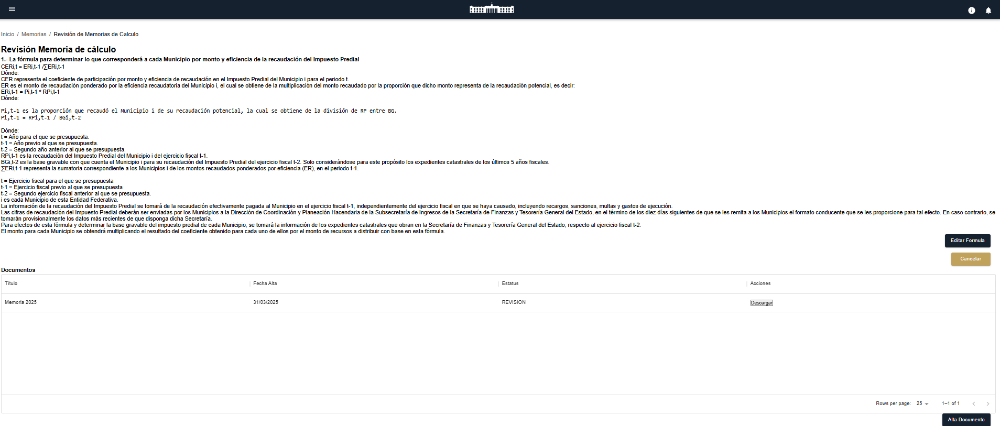 Inicio / Memorias / Revisión de Memorias de Calculo
Revisión Memoria de cálculo
1.- La fórmula para determinar lo que corresponderá a cada Municipio por monto y eficiencia de la recaudación del Impuesto Predial
CERi,t = ERi,t-1 /∑ERi,t-1
Dónde:
CER representa el coeficiente de participación por monto y eficiencia de recaudación en el Impuesto Predial del Municipio i para el periodo t.
ER es el monto de recaudación ponderado por la eficiencia recaudatoria del Municipio i, el cual se obtiene de la multiplicación del monto recaudado por la proporción que dicho monto representa de la recaudación potencial, es decir:
ERi,t-1 = Pi,t-1 * RPi,t-1
Dónde:
Pi,t-1 es la proporción que recaudó el Municipio i de su recaudación potencial, la cual se obtiene de la división de RP entre BG.
Pi,t-1 = RPi,t-1 / BGi,t-2
Dónde:
t = Año para el que se presupuesta.
t-1 = Año previo al que se presupuesta.
t-2 = Segundo año anterior al que se presupuesta.
RPi,t-1 es la recaudación del Impuesto Predial del Municipio i del ejercicio fiscal t-1.
BGi,t-2 es la base gravable con que cuenta el Municipio i para su recaudación del Impuesto Predial del ejercicio fiscal t-2. Solo considerándose para este propósito los expedientes catastrales de los últimos 5 años fiscales.
∑ERi,t-1 representa la sumatoria correspondiente a los Municipios i de los montos recaudados ponderados por eficiencia (ER), en el periodo t-1.
t = Ejercicio fiscal para el que se presupuesta
t-1 = Ejercicio fiscal previo al que se presupuesta
t-2 = Segundo ejercicio fiscal anterior al que se presupuesta.
i es cada Municipio de esta Entidad Federativa.
La información de la recaudación del Impuesto Predial se tomará de la recaudación efectivamente pagada al Municipio en el ejercicio fiscal t-1, independientemente del ejercicio fiscal en que se haya causado, incluyendo recargos, sanciones, multas y gastos de ejecución.
Las cifras de recaudación del Impuesto Predial deberán ser enviadas por los Municipios a la Dirección de Coordinación y Planeación Hacendaria de la Subsecretaría de Ingresos de la Secretaría de Finanzas y Tesorería General del Estado, en el término de los diez días siguientes de que se les remita a los Municipios el formato conducente que se les proporcione para tal efecto. En caso contrario, se
tomarán provisionalmente los datos más recientes de que disponga dicha Secretaría.
Para efectos de esta fórmula y determinar la base gravable del impuesto predial de cada Municipio, se tomará la información de los expedientes catastrales que obran en la Secretaría de Finanzas y Tesorería General del Estado, respecto al ejercicio fiscal t-2.
El monto para cada Municipio se obtendrá multiplicando el resultado del coeficiente obtenido para cada uno de ellos por el monto de recursos a distribuir con base en esta fórmula.
Editar Formula
Cancelar
Documentos
Título Fecha Alta Estatus Acciones
Memoria 2025 31/03/2025 REVISION Descargar
Rows per page: 25 1–1 of 1
Alta Documento